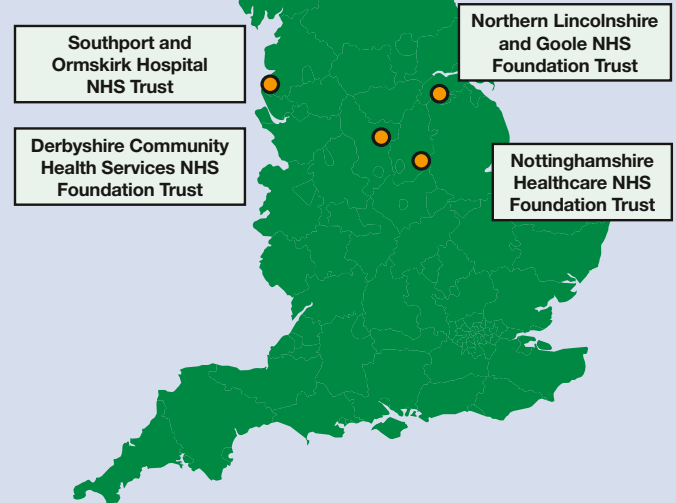 Southport and
Ormskirk Hospital
NHS Trust
Northern Lincolnshire
and Goole NHS
Foundation Trust
Derbyshire Community
Health Services NHS
Foundation Trust
Nottinghamshire
Healthcare NHS
Foundation Trust